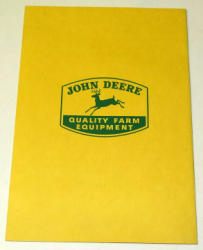 JOHN DEERE
QUALITY FARM
EQUIPMENT